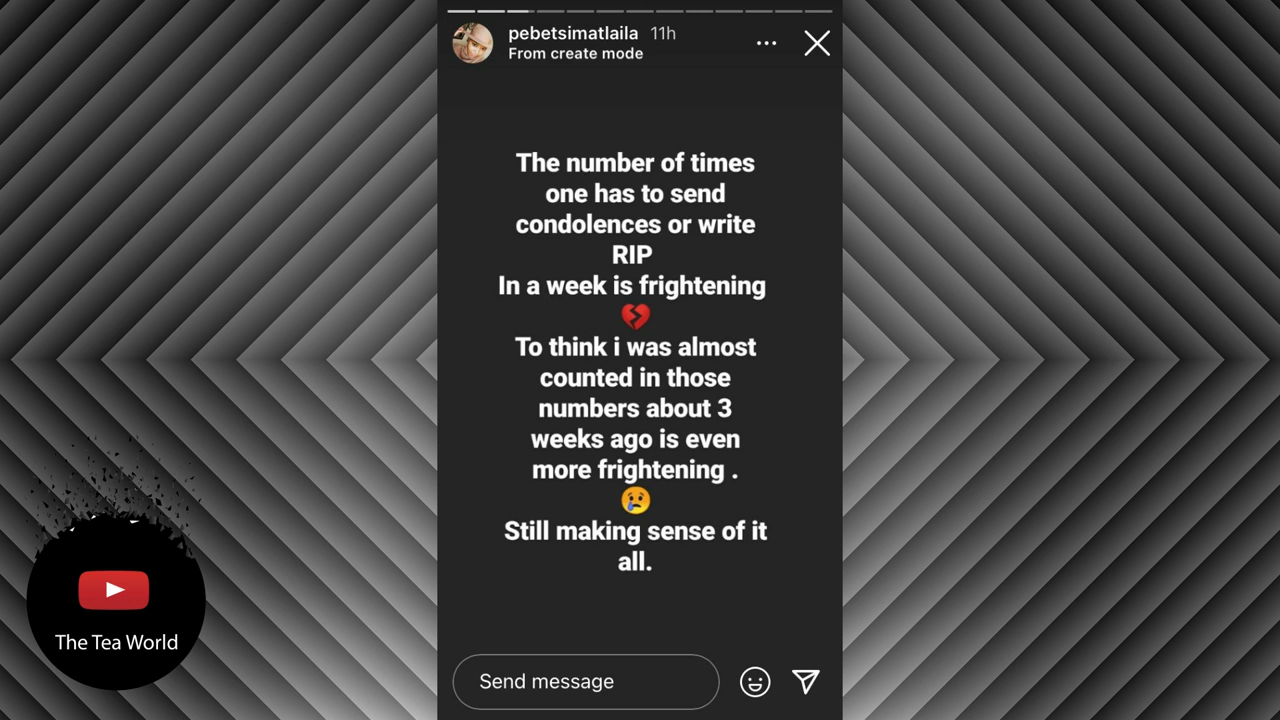 pebetsimatlaila 11h
From create mode
The number of times
one has to send
condolences or write
RIP
In a week is frightening
💔
To think i was almost
counted in those
numbers about 3
weeks ago is even
more frightening .
😢
Still making sense of it
all.
Send message
The Tea World